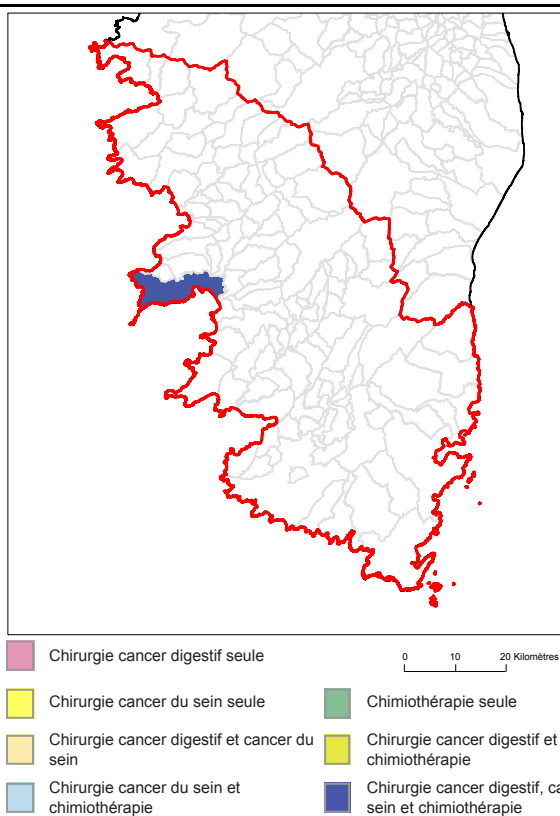 Chirurgie cancer digestif seule
0 10 20 Kilomètres
Chirurgie cancer du sein seule
Chimiothérapie seule
Chirurgie cancer digestif et cancer du
sein
Chirurgie cancer digestif et
chimiothérapie
Chirurgie cancer du sein et
chimiothérapie
Chirurgie cancer digestif,
sein et chimiothérapie